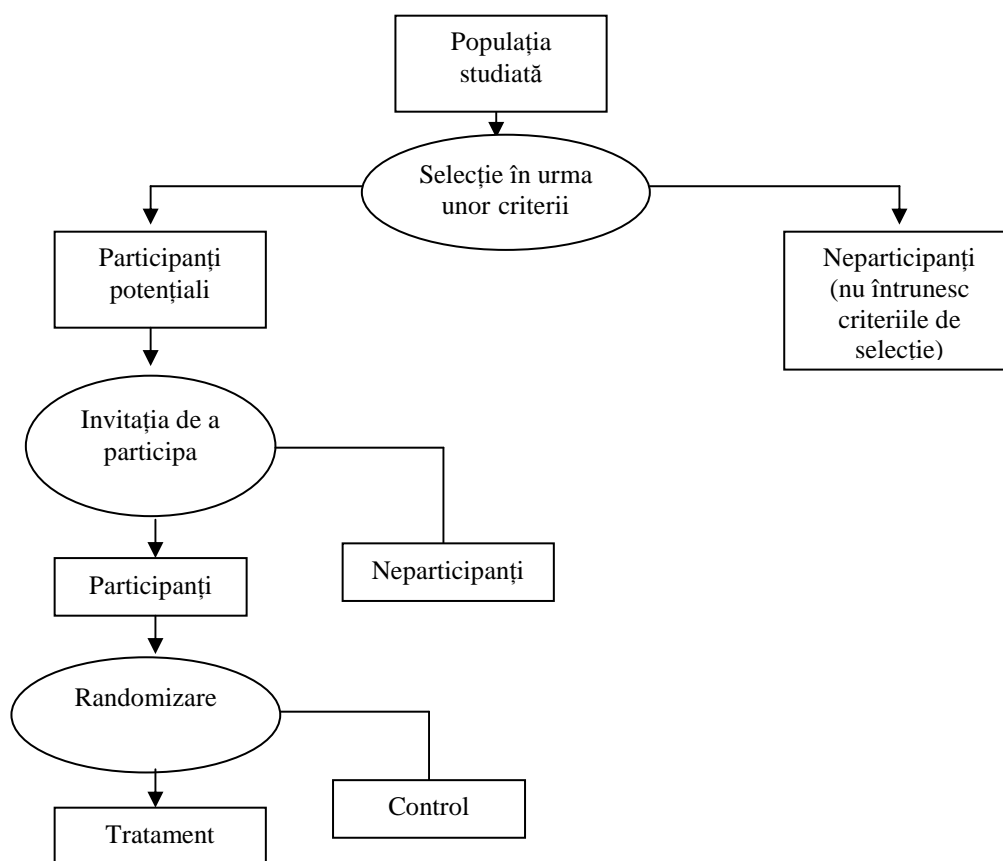 Populația
studiată
Selecție în urma
unor criterii
Participanți
potențiali
Neparticipanți
(nu întrunesc
criteriile de
selecție)
Invitația de a
participa
Participanți
Neparticipanți
Randomizare
Control
Tratament